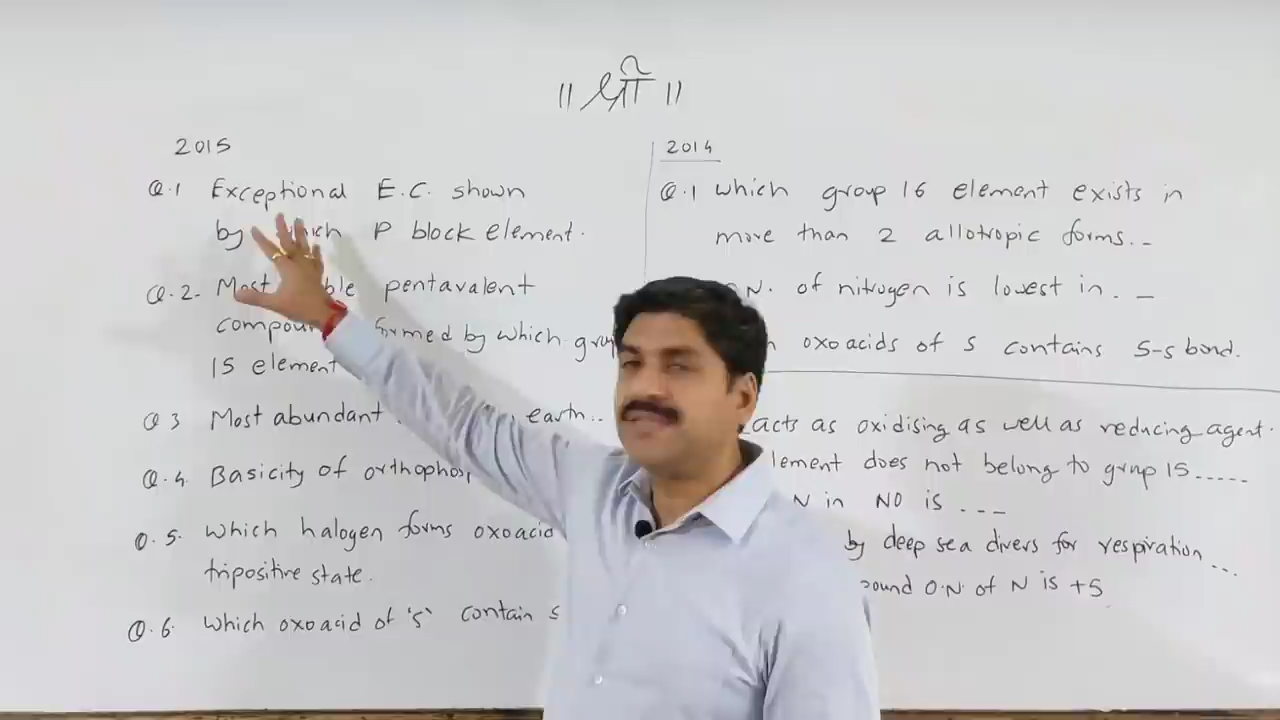 ॥ श्री ॥
2015
Q.1 Exceptional E.C. shown
by which P block element.
Q.2. Most pentavalent
formed by which
15 element
Q 3 Most abundant earth...
Q.4. Basicity of
Q.5. Which halogen forms oxoacid
tripositive state.
Q.6. Which oxoacid of 's' contain
2014
Q.1 which group 16 element exists in
more than 2 allotropic forms.. _
N. of nitrogen is lowest in. _
oxoacids of s contains s-s bond.
acts as oxidising as well as reducing agent.
does not belong to grup 15.....
N in NO is ---
by deep sea divers for respiration...
O.N. of N is +5